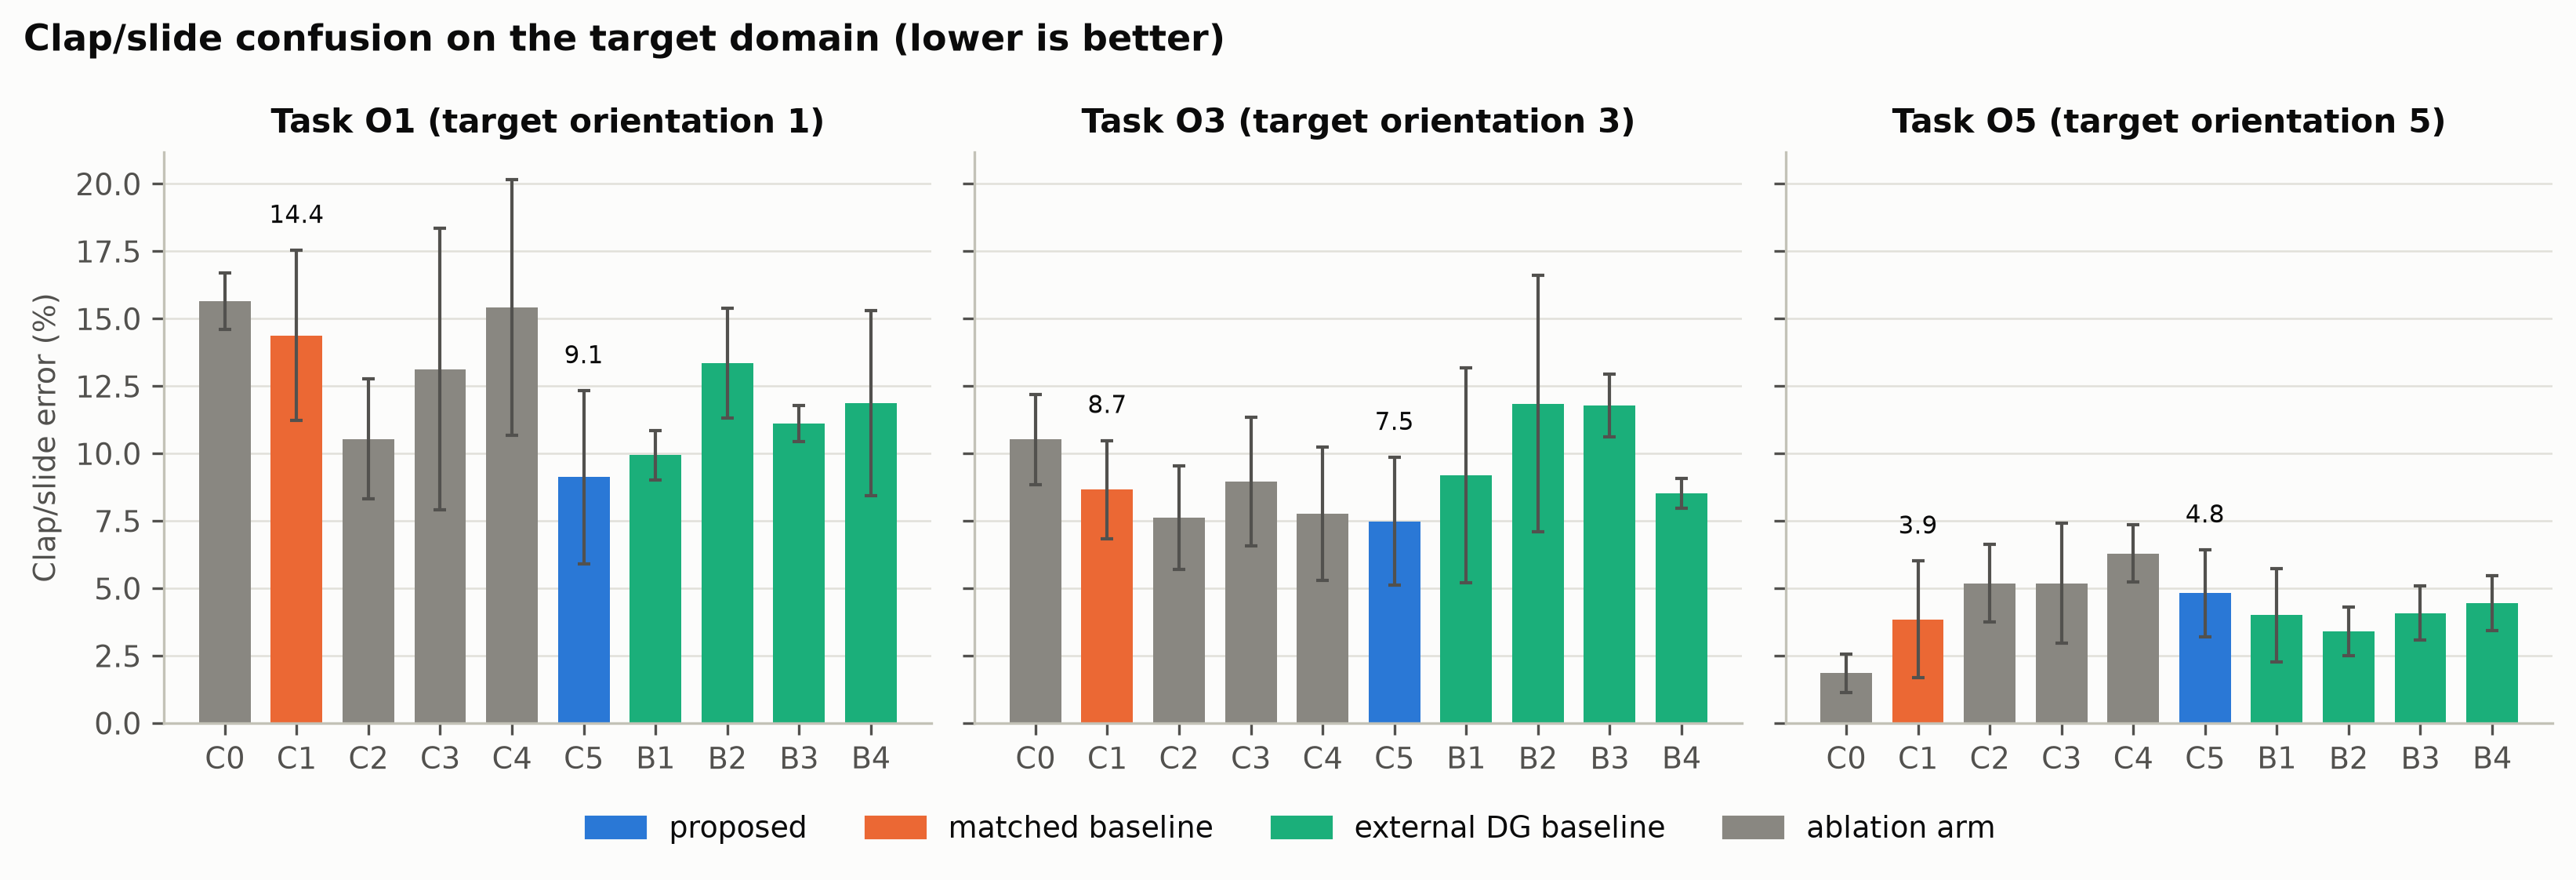 Clap/slide confusion on the target domain (lower is better)
Task O1 (target orientation 1)
Task O3 (target orientation 3)
Task O5 (target orientation 5)
Clap/slide error (%)
20.0
17.5
15.0
12.5
10.0
7.5
5.0
2.5
0.0
14.4
9.1
8.7
7.5
3.9
4.8
C0 C1 C2 C3 C4 C5 B1 B2 B3 B4
C0 C1 C2 C3 C4 C5 B1 B2 B3 B4
C0 C1 C2 C3 C4 C5 B1 B2 B3 B4
proposed
matched baseline
external DG baseline
ablation arm